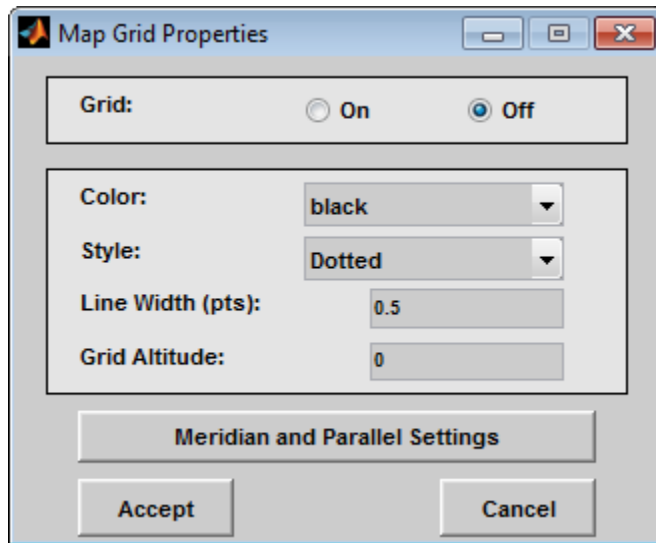 Map Grid Properties
Grid: On Off
Color: black
Style: Dotted
Line Width (pts): 0.5
Grid Altitude: 0
Meridian and Parallel Settings
Accept Cancel